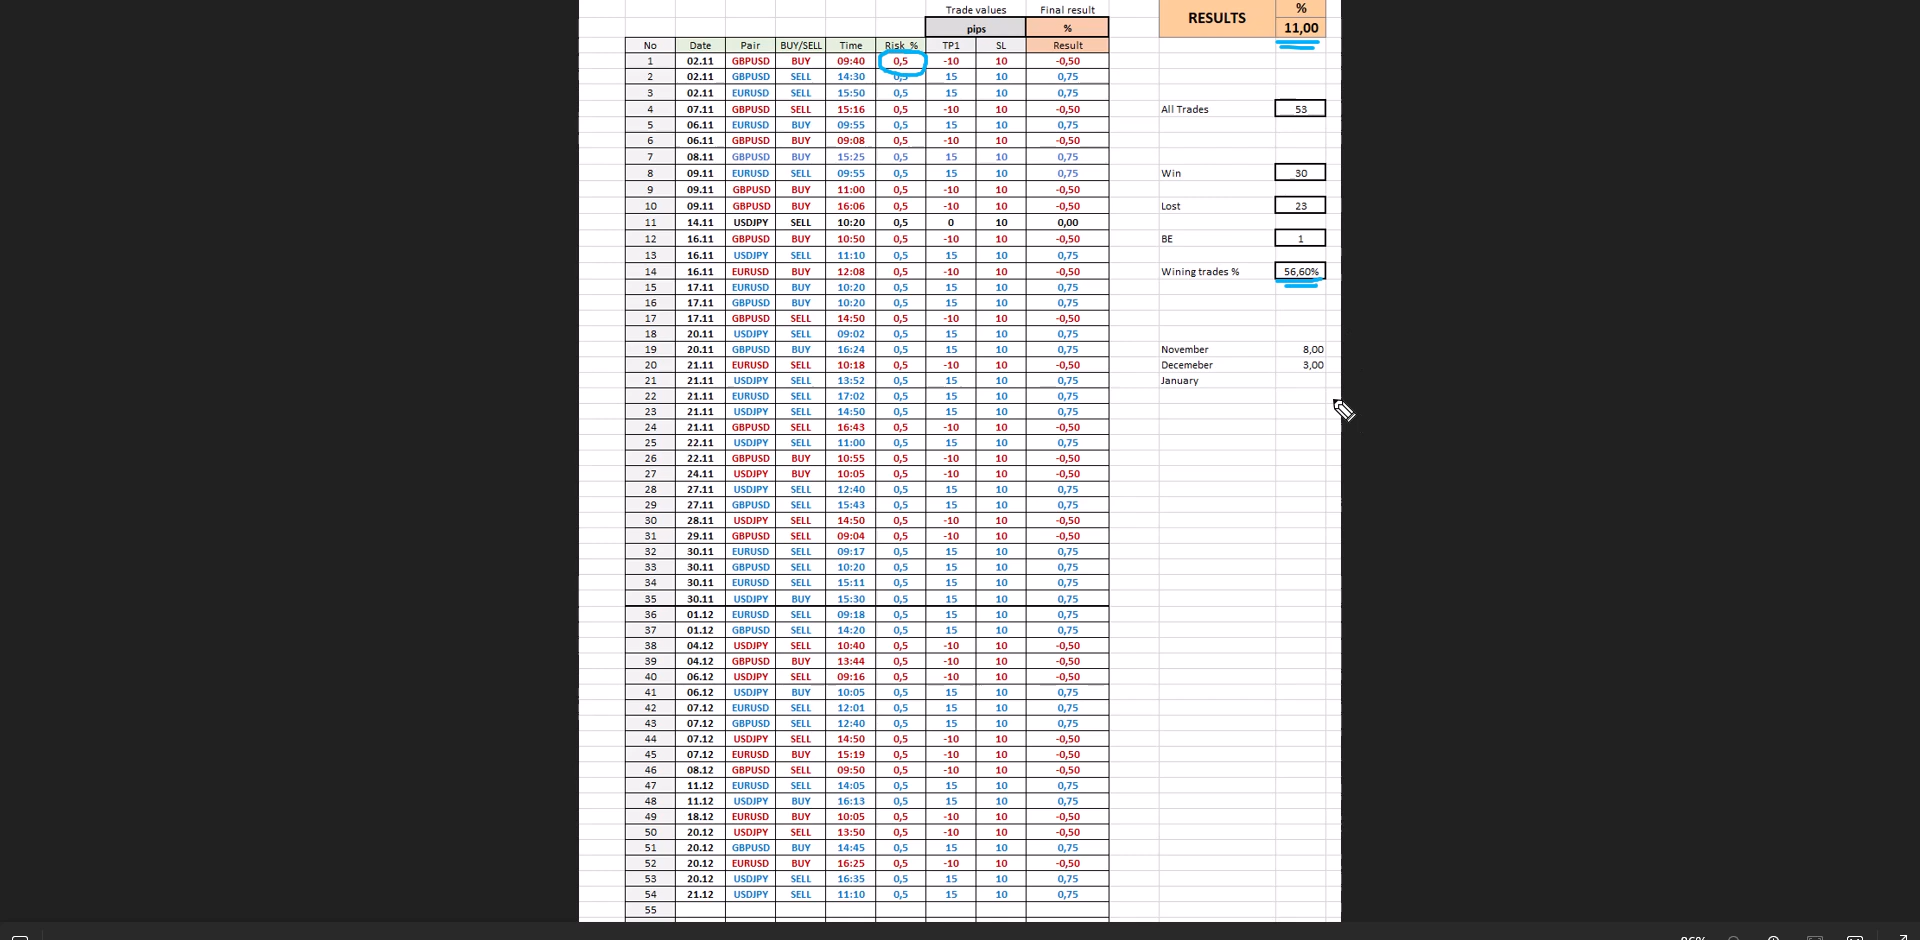 Trade values Final result RESULTS %
pips % 11,00
No Date Pair BUY/SELL Time Risk % TP1 SL Result
1 02.11 GBPUSD BUY 09:40 0,5 -10 10 -0,50
2 02.11 GBPUSD SELL 14:30 0,5 15 10 0,75
3 02.11 EURUSD SELL 15:50 0,5 15 10 0,75
4 07.11 GBPUSD SELL 15:16 0,5 -10 10 -0,50 All Trades 53
5 06.11 EURUSD BUY 09:55 0,5 15 10 0,75
6 06.11 GBPUSD BUY 09:08 0,5 -10 10 -0,50
7 08.11 GBPUSD BUY 15:25 0,5 15 10 0,75
8 09.11 EURUSD SELL 09:55 0,5 15 10 0,75 Win 30
9 09.11 GBPUSD BUY 11:00 0,5 -10 10 -0,50
10 09.11 GBPUSD BUY 16:06 0,5 -10 10 -0,50 Lost 23
11 14.11 USDJPY SELL 10:20 0,5 0 10 0,00
12 16.11 GBPUSD BUY 10:50 0,5 -10 10 -0,50 BE 1
13 16.11 USDJPY SELL 11:10 0,5 15 10 0,75
14 16.11 EURUSD BUY 12:08 0,5 -10 10 -0,50 Wining trades % 56,60%
15 17.11 EURUSD BUY 10:20 0,5 15 10 0,75
16 17.11 GBPUSD BUY 10:20 0,5 15 10 0,75
17 17.11 GBPUSD SELL 14:50 0,5 -10 10 -0,50
18 20.11 USDJPY SELL 09:02 0,5 15 10 0,75
19 20.11 GBPUSD BUY 16:24 0,5 15 10 0,75 November 8,00
20 21.11 EURUSD SELL 10:18 0,5 -10 10 -0,50 Decemeber 3,00
21 21.11 USDJPY SELL 13:52 0,5 15 10 0,75 January
22 21.11 EURUSD SELL 17:02 0,5 15 10 0,75
23 21.11 USDJPY SELL 14:50 0,5 15 10 0,75
24 21.11 GBPUSD SELL 16:43 0,5 -10 10 -0,50
25 22.11 USDJPY SELL 11:00 0,5 15 10 0,75
26 22.11 GBPUSD BUY 10:55 0,5 -10 10 -0,50
27 24.11 USDJPY BUY 10:05 0,5 -10 10 -0,50
28 27.11 USDJPY SELL 12:40 0,5 15 10 0,75
29 27.11 GBPUSD SELL 15:43 0,5 15 10 0,75
30 28.11 USDJPY SELL 14:50 0,5 -10 10 -0,50
31 29.11 GBPUSD SELL 09:04 0,5 -10 10 -0,50
32 30.11 EURUSD SELL 09:17 0,5 15 10 0,75
33 30.11 GBPUSD SELL 10:20 0,5 15 10 0,75
34 30.11 EURUSD SELL 15:11 0,5 15 10 0,75
35 30.11 USDJPY BUY 15:30 0,5 15 10 0,75
36 01.12 EURUSD SELL 09:18 0,5 15 10 0,75
37 01.12 GBPUSD SELL 14:20 0,5 15 10 0,75
38 04.12 USDJPY SELL 10:40 0,5 -10 10 -0,50
39 04.12 GBPUSD BUY 13:44 0,5 -10 10 -0,50
40 06.12 USDJPY SELL 09:16 0,5 -10 10 -0,50
41 06.12 USDJPY BUY 10:05 0,5 15 10 0,75
42 07.12 EURUSD SELL 12:01 0,5 15 10 0,75
43 07.12 GBPUSD SELL 12:40 0,5 15 10 0,75
44 07.12 USDJPY SELL 14:50 0,5 -10 10 -0,50
45 07.12 EURUSD BUY 15:19 0,5 -10 10 -0,50
46 08.12 GBPUSD SELL 09:50 0,5 -10 10 -0,50
47 11.12 EURUSD SELL 14:05 0,5 15 10 0,75
48 11.12 USDJPY BUY 16:13 0,5 15 10 0,75
49 18.12 EURUSD BUY 10:05 0,5 -10 10 -0,50
50 20.12 USDJPY SELL 13:50 0,5 -10 10 -0,50
51 20.12 GBPUSD BUY 14:45 0,5 15 10 0,75
52 20.12 EURUSD BUY 16:25 0,5 -10 10 -0,50
53 20.12 USDJPY SELL 16:35 0,5 15 10 0,75
54 21.12 USDJPY SELL 11:10 0,5 15 10 0,75
55